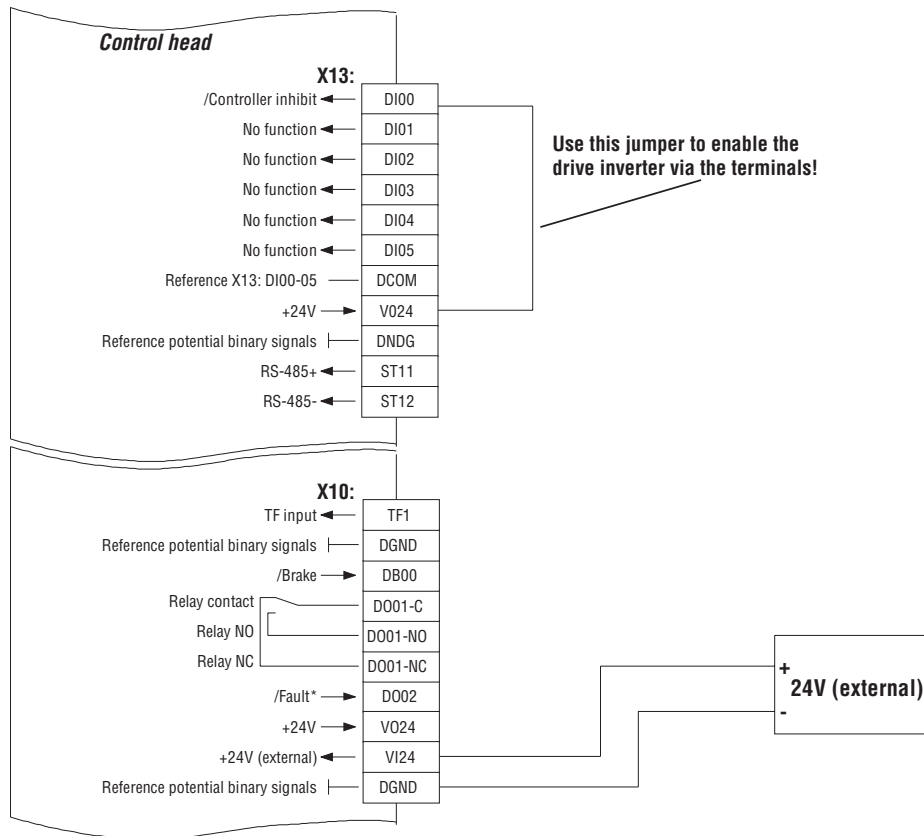 Control head
X13:
/Controller inhibit DI00
No function DI01
No function DI02
No function DI03
No function DI04
No function DI05
Reference X13: DI00-05 DCOM
+24V VO24
Reference potential binary signals DNDG
RS-485+ ST11
RS-485- ST12
Use this jumper to enable the
drive inverter via the terminals!
X10:
TF input TF1
Reference potential binary signals DGND
/Brake DB00
Relay contact DO01-C
Relay NO DO01-NO
Relay NC DO01-NC
/Fault* DO02
+24V VO24
+24V (external) VI24
Reference potential binary signals DGND
+
24V (external)
-